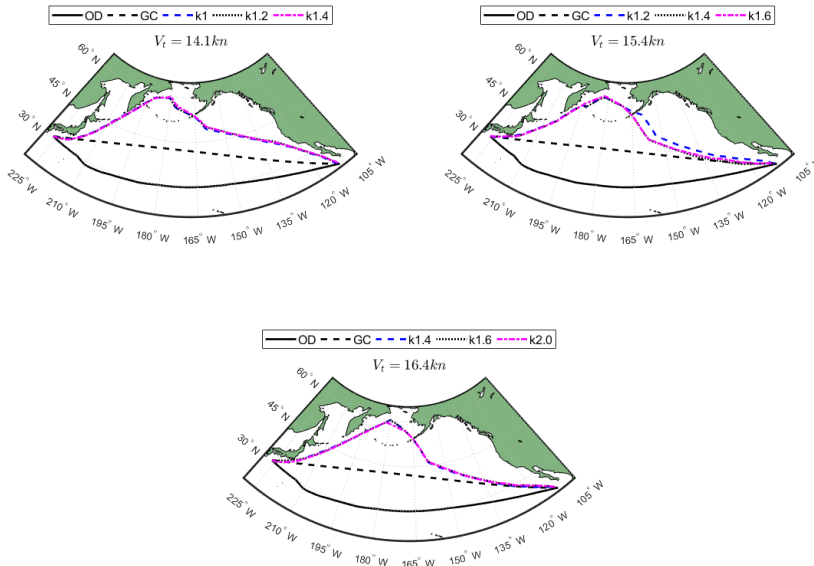 OD GC k1 k1.2 k1.4
V_t = 14.1kn
60° N
45° N
30° N
225° W
210° W
195° W
180° W
165° W
150° W
135° W
120° W
105° W
OD GC k1.2 k1.4 k1.6
V_t = 15.4kn
60° N
45° N
30° N
225° W
210° W
195° W
180° W
165° W
150° W
135° W
120° W
105° W
OD GC k1.4 k1.6 k2.0
V_t = 16.4kn
60° N
45° N
30° N
225° W
210° W
195° W
180° W
165° W
150° W
135° W
120° W
105° W